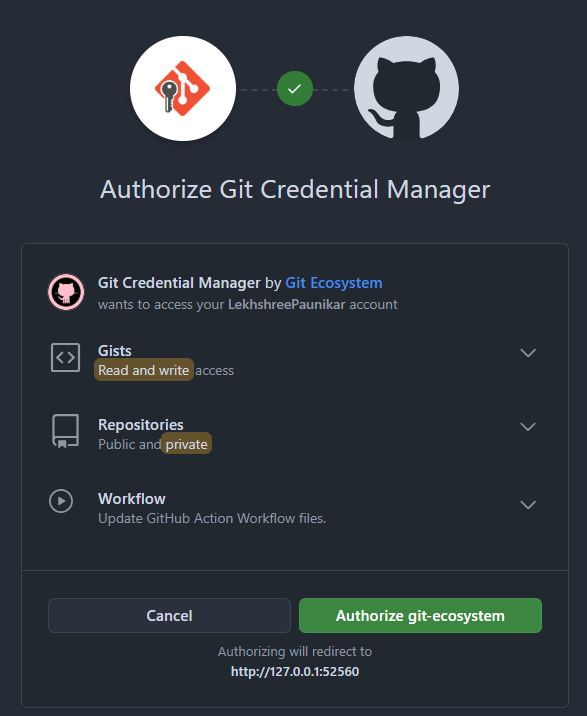 Authorize Git Credential Manager
Git Credential Manager by Git Ecosystem
wants to access your LekhshreePaunikar account
Gists
Read and write access
Repositories
Public and private
Workflow
Update GitHub Action Workflow files.
Cancel
Authorize git-ecosystem
Authorizing will redirect to
http://127.0.0.1:52560